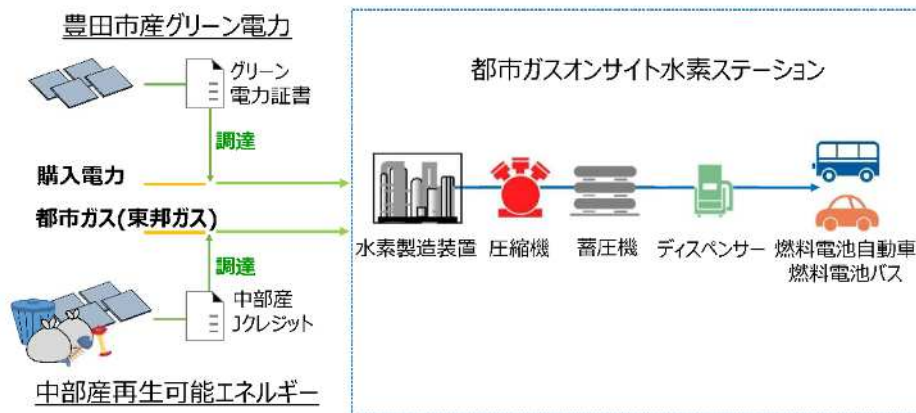 豊田市産グリーン電力
グリーン
電力証書
調達
購入電力
都市ガス(東邦ガス)
調達
中部産
Jクレジット
中部産再生可能エネルギー
都市ガスオンサイト水素ステーション
水素製造装置
圧縮機
蓄圧機
ディスペンサー
燃料電池自動車
燃料電池バス